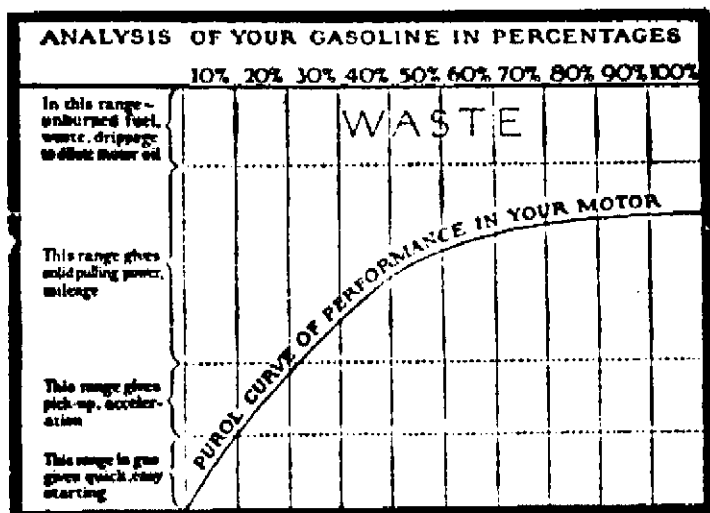 ANALYSIS OF YOUR GASOLINE IN PERCENTAGES
10% 20% 30% 40% 50% 60% 70% 80% 90% 100%
In this range—
unburned fuel,
waste, drippage
to dilute motor oil
WASTE
This range gives
solid pulling power,
mileage
PUROL CURVE OF PERFORMANCE IN YOUR MOTOR
This range gives
pick-up, acceler-
ation
This range in gas
gives quick, easy
starting